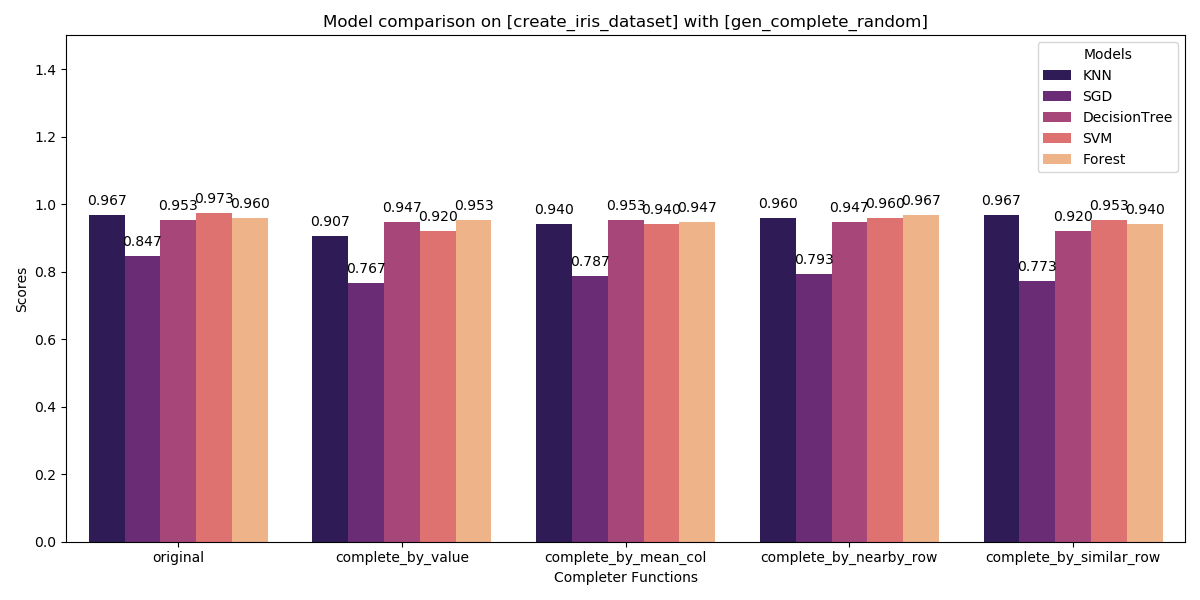 Model comparison on [create_iris_dataset] with [gen_complete_random]
Models
KNN
SGD
DecisionTree
SVM
Forest
Scores
1.4
1.2
1.0
0.8
0.6
0.4
0.2
0.0
0.967
0.847
0.953
0.973
0.960
0.907
0.767
0.947
0.920
0.953
0.940
0.787
0.953
0.940
0.947
0.960
0.793
0.947
0.960
0.967
0.967
0.773
0.920
0.953
0.940
original
complete_by_value
complete_by_mean_col
complete_by_nearby_row
complete_by_similar_row
Completer Functions